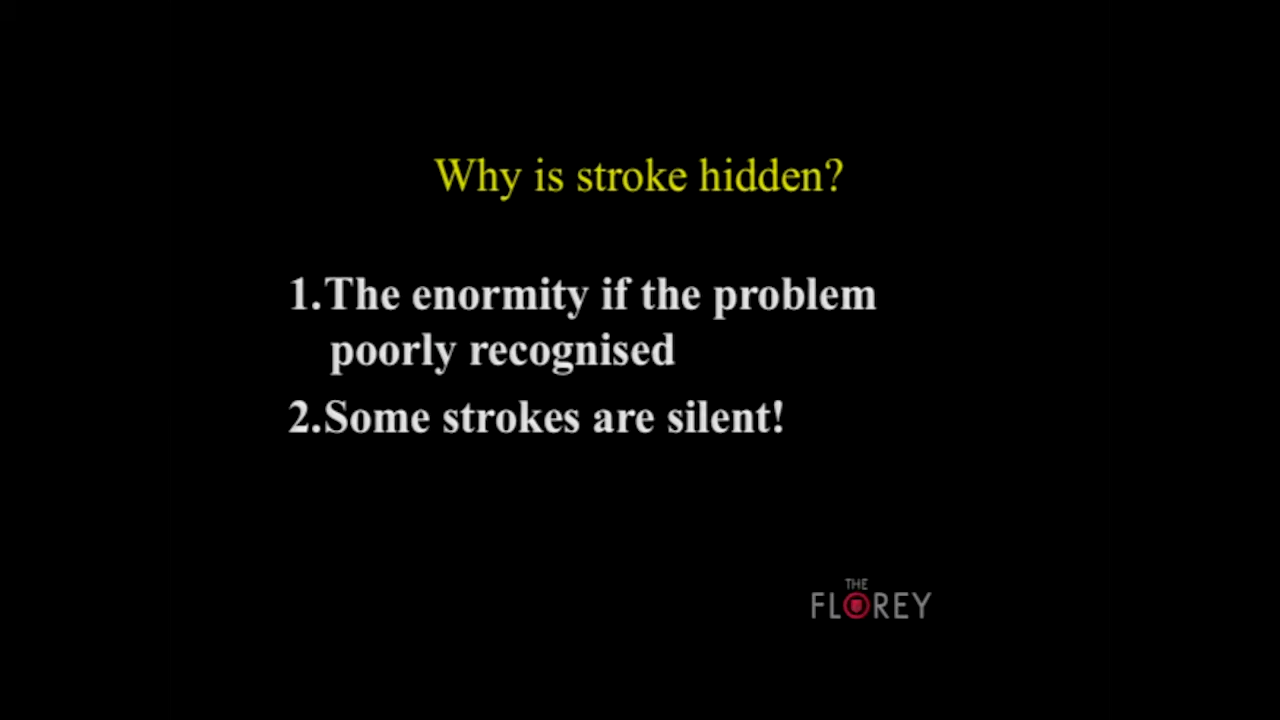 Why is stroke hidden?
1.The enormity if the problem
poorly recognised
2.Some strokes are silent!
THE
FLOREY